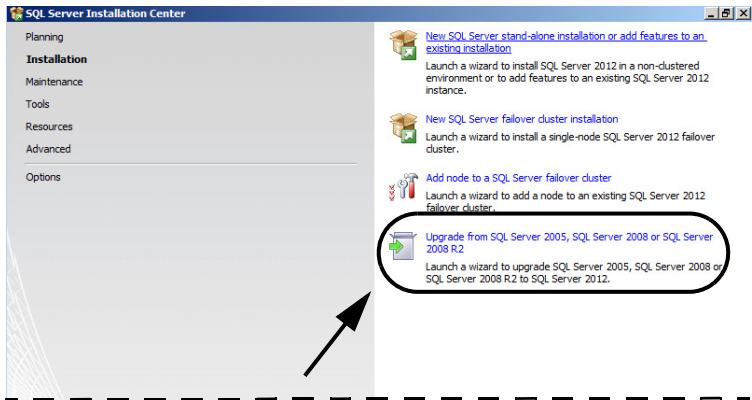 SQL Server Installation Center
Planning
Installation
Maintenance
Tools
Resources
Advanced
Options
New SQL Server stand-alone installation or add features to an
existing installation
Launch a wizard to install SQL Server 2012 in a non-clustered
environment or to add features to an existing SQL Server 2012
instance.
New SQL Server failover cluster installation
Launch a wizard to install a single-node SQL Server 2012 failover
cluster.
Add node to a SQL Server failover cluster
Launch a wizard to add a node to an existing SQL Server 2012
failover cluster.
Upgrade from SQL Server 2005, SQL Server 2008 or SQL Server
2008 R2
Launch a wizard to upgrade SQL Server 2005, SQL Server 2008 or
SQL Server 2008 R2 to SQL Server 2012.